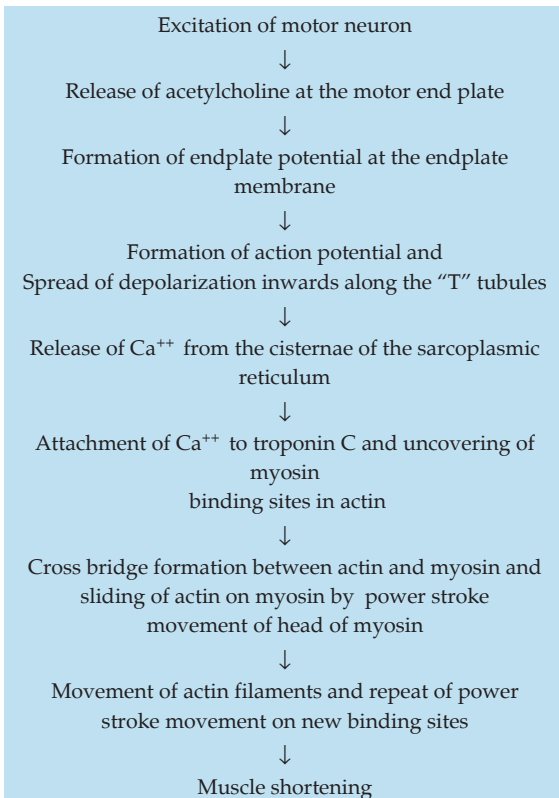 Excitation of motor neuron
↓
Release of acetylcholine at the motor end plate
↓
Formation of endplate potential at the endplate
membrane
↓
Formation of action potential and
Spread of depolarization inwards along the “T” tubules
↓
Release of Ca⁺⁺ from the cisternae of the sarcoplasmic
reticulum
↓
Attachment of Ca⁺⁺ to troponin C and uncovering of
myosin
binding sites in actin
↓
Cross bridge formation between actin and myosin and
sliding of actin on myosin by power stroke
movement of head of myosin
↓
Movement of actin filaments and repeat of power
stroke movement on new binding sites
↓
Muscle shortening